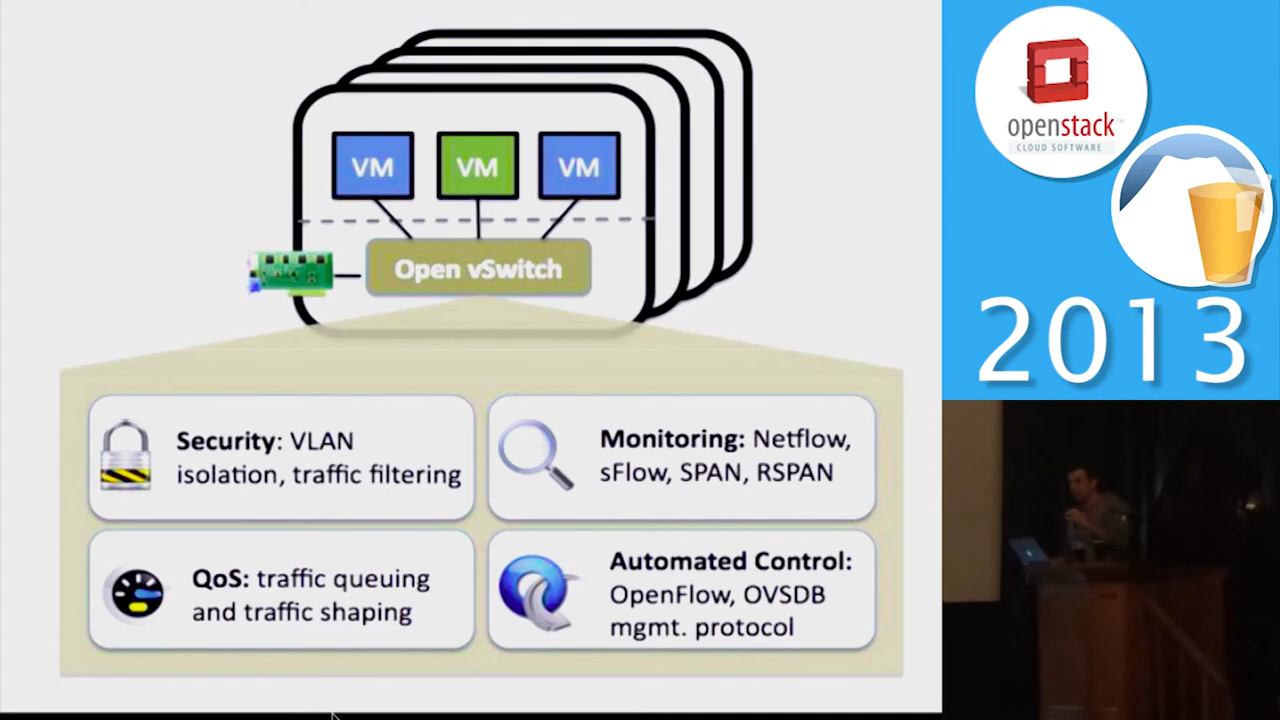 VM
VM
VM
Open vSwitch
Security: VLAN
isolation, traffic filtering
Monitoring: Netflow,
sFlow, SPAN, RSPAN
QoS: traffic queuing
and traffic shaping
Automated Control:
OpenFlow, OVSDB
mgmt. protocol
openstack™
CLOUD SOFTWARE
2013